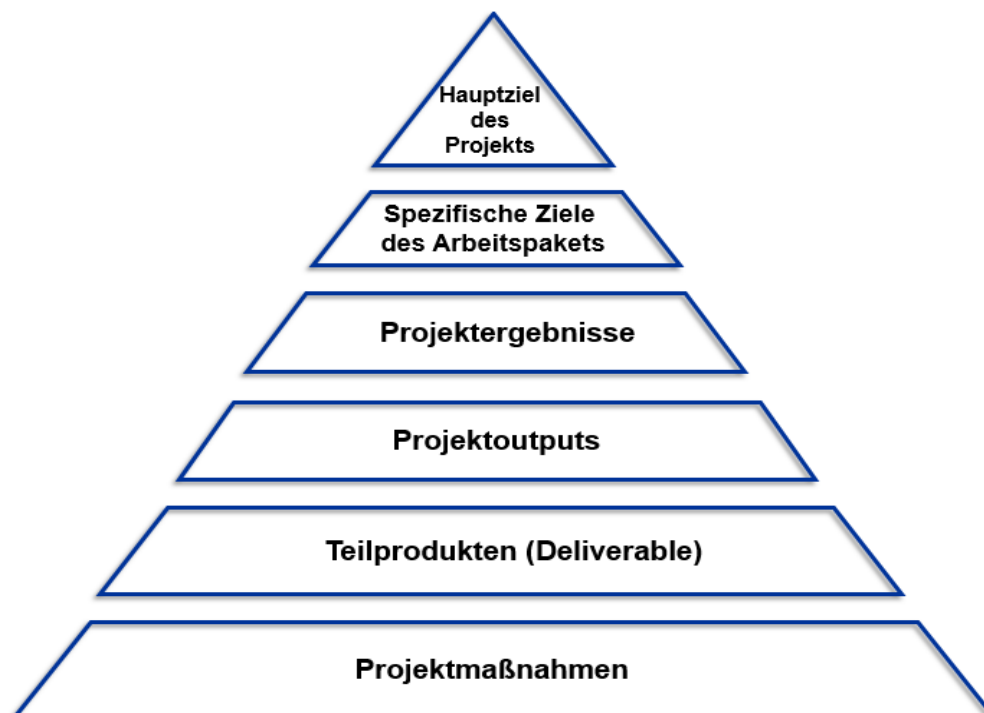 Hauptziel
des
Projekts
Spezifische Ziele
des Arbeitspakets
Projektergebnisse
Projektoutputs
Teilprodukten (Deliverable)
Projektmaßnahmen